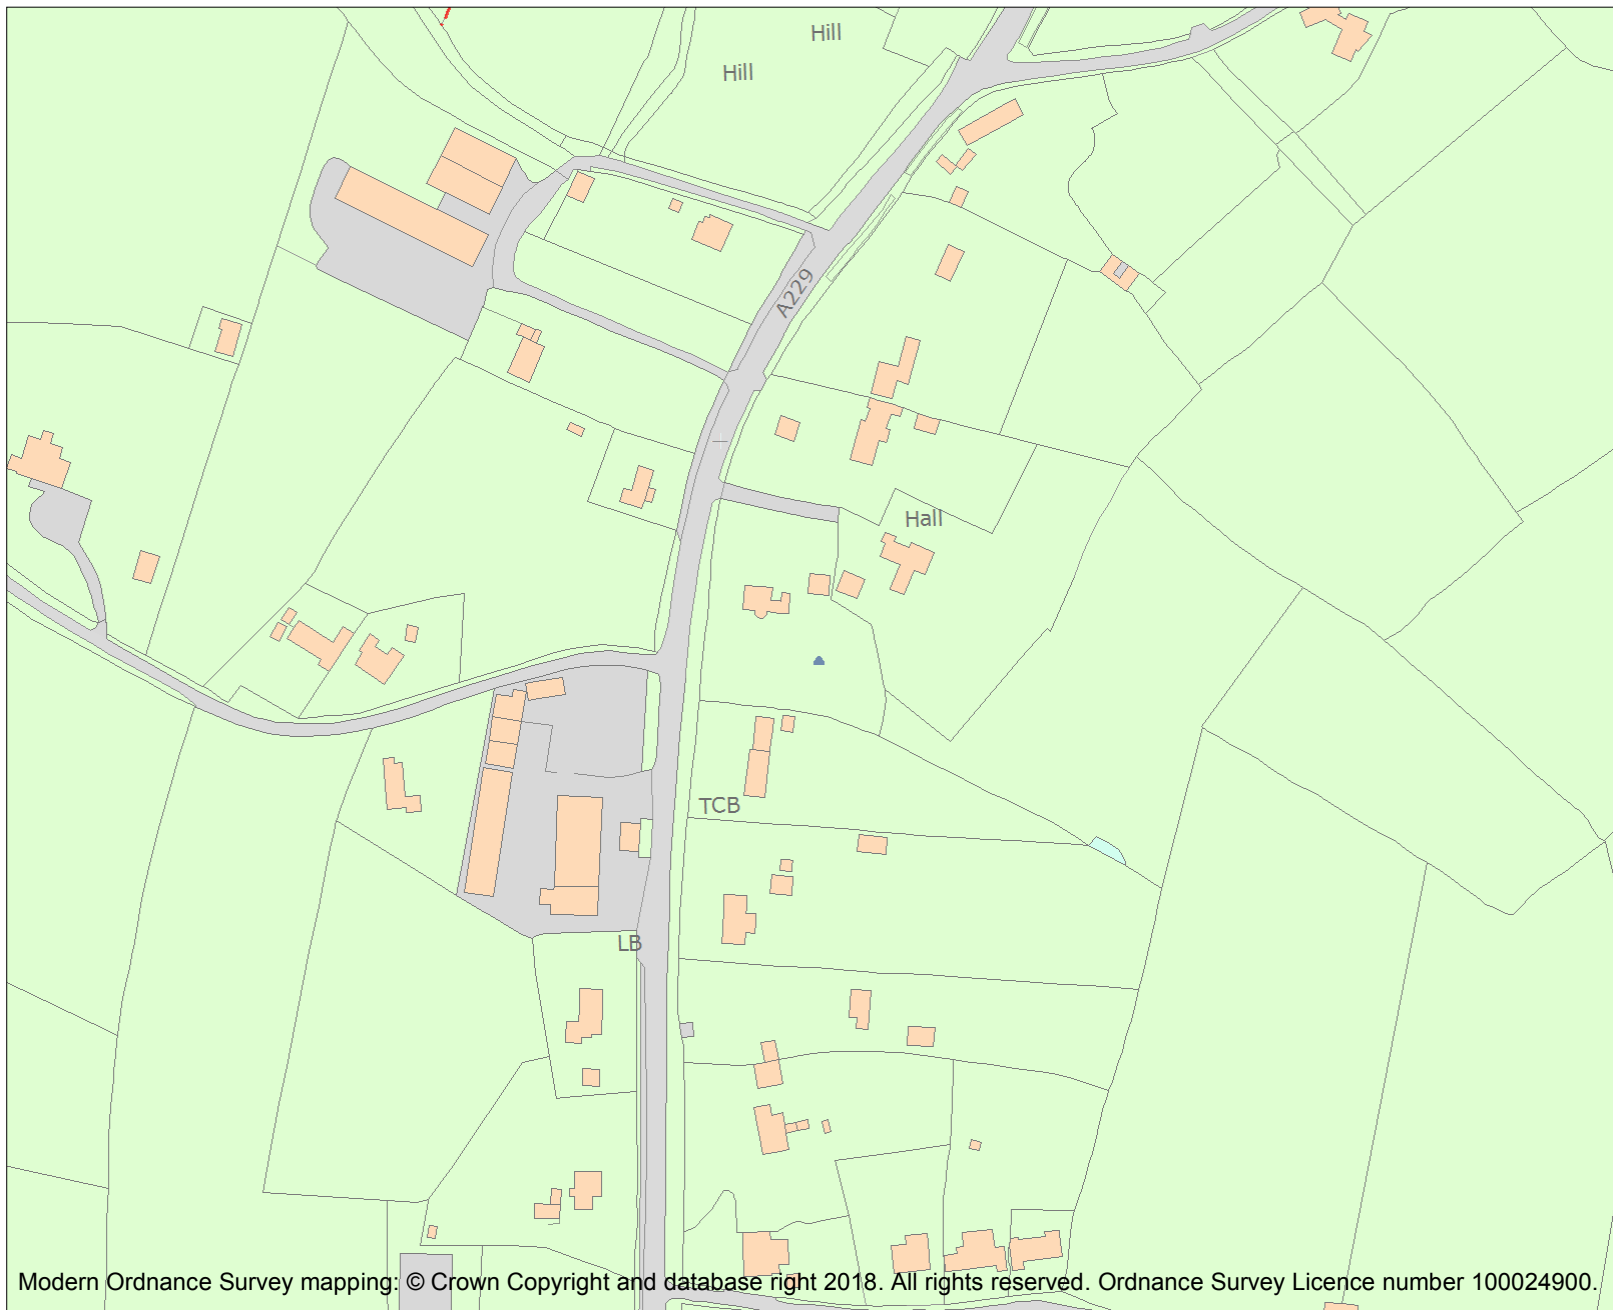 Hill
Hill
A229
Hall
TCB
LB
Modern Ordnance Survey mapping: © Crown Copyright and database right 2018. All rights reserved. Ordnance Survey Licence number 100024900.